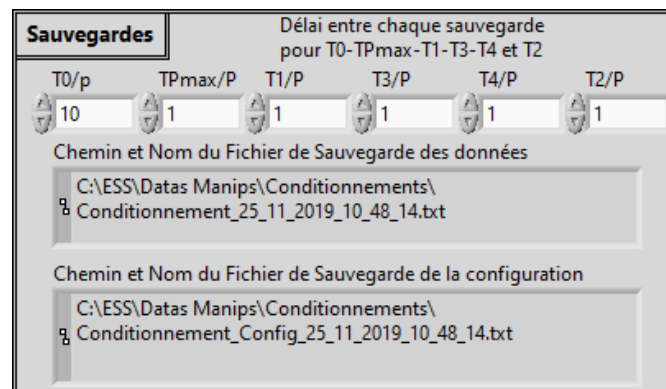 Sauvegardes
Délai entre chaque sauvegarde
pour T0-TPmax-T1-T3-T4 et T2
T0/p TPmax/P T1/P T3/P T4/P T2/P
10 1 1 1 1 1
Chemin et Nom du Fichier de Sauvegarde des données
C:\ESS\Datas Manips\Conditionnements\
Conditionnement_25_11_2019_10_48_14.txt
Chemin et Nom du Fichier de Sauvegarde de la configuration
C:\ESS\Datas Manips\Conditionnements\
Conditionnement_Config_25_11_2019_10_48_14.txt